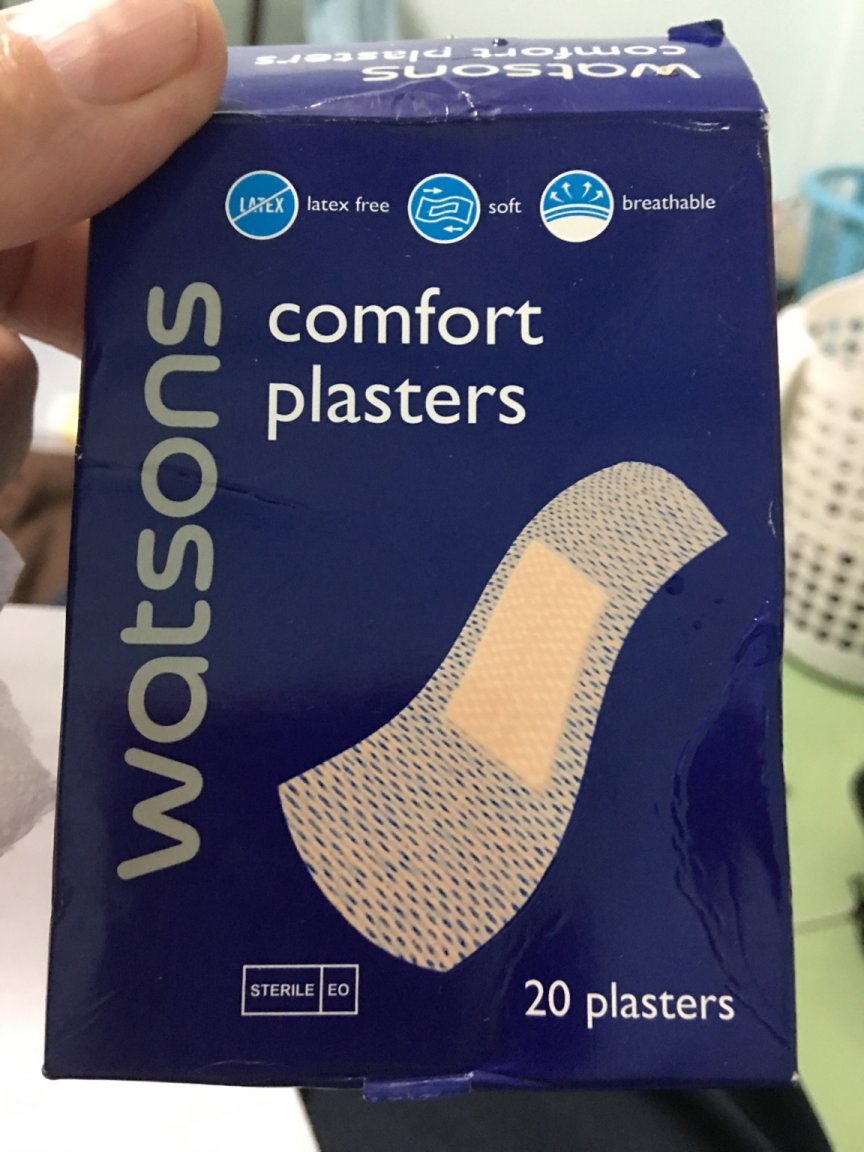 watsons
comfort plasters
LATEX latex free soft breathable
comfort
plasters
watsons
STERILE EO
20 plasters